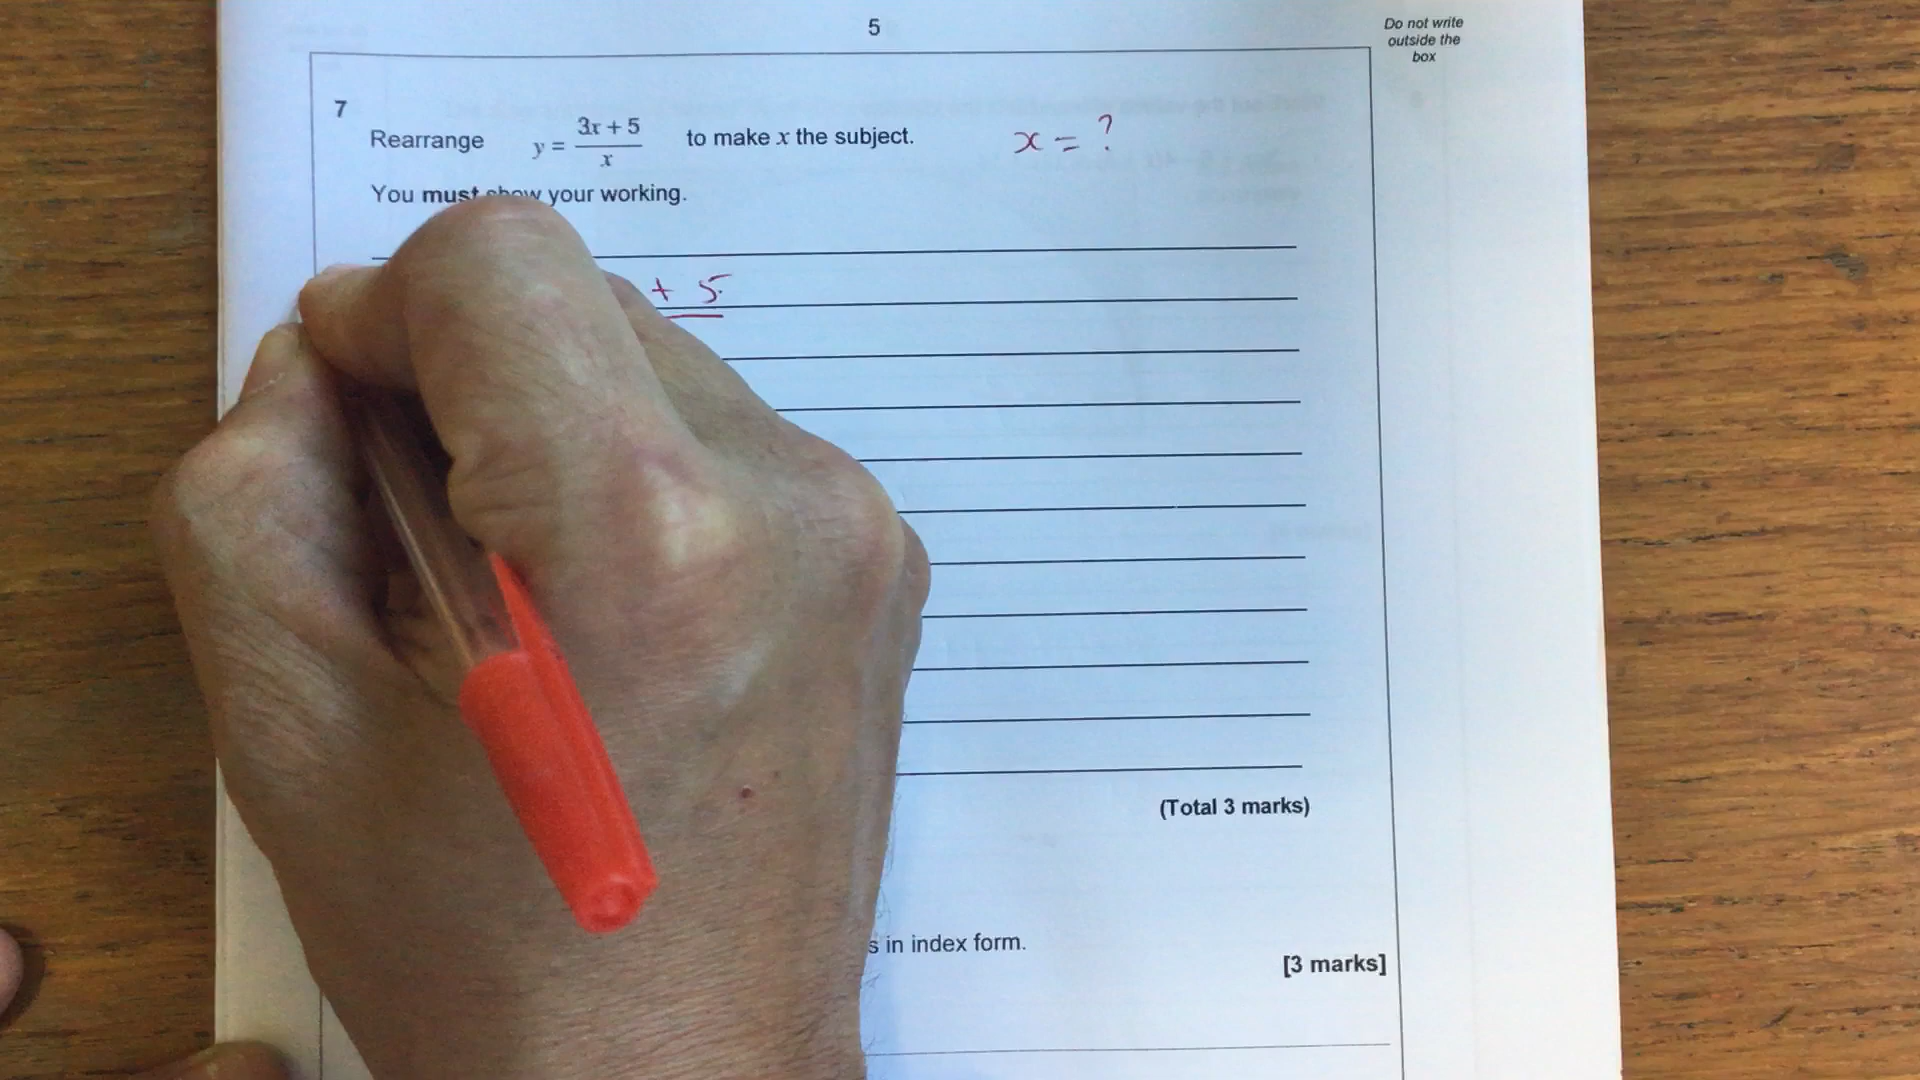 5
Do not write
outside the
box
7
Rearrange y = (3x + 5)/x to make x the subject. x = ?
You must show your working.
+ 5
(Total 3 marks)
in index form.
[3 marks]